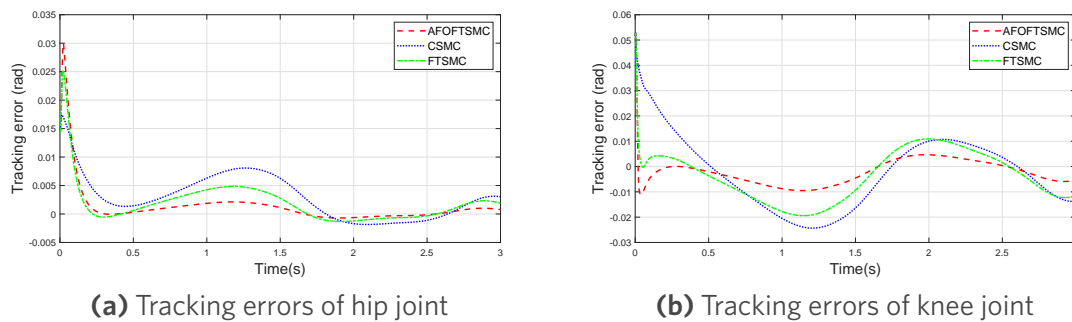 0.035
0.03
0.025
0.02
0.015
0.01
0.005
0
-0.005
Tracking error (rad)
AFOFTSMC
CSMC
FTSMC
0 0.5 1 1.5 2 2.5 3
Time(s)
(a) Tracking errors of hip joint
0.06
0.05
0.04
0.03
0.02
0.01
0
-0.01
-0.02
-0.03
Tracking error (rad)
AFOFTSMC
CSMC
FTSMC
0 0.5 1 1.5 2 2.5
Time(s)
(b) Tracking errors of knee joint